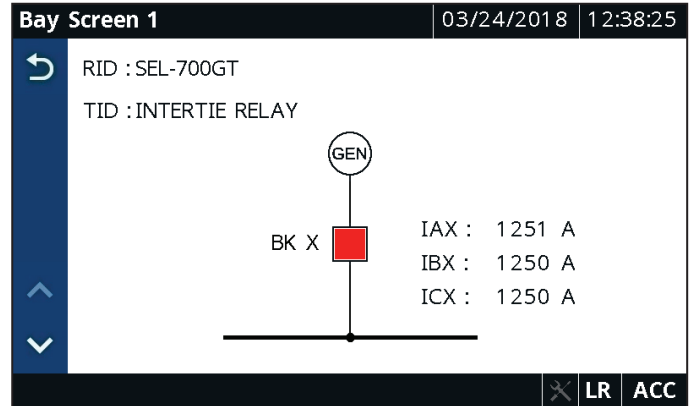 Bay Screen 1 03/24/2018 12:38:25
RID : SEL-700GT
TID : INTERTIE RELAY
GEN
BK X
IAX : 1251 A
IBX : 1250 A
ICX : 1250 A
LR ACC